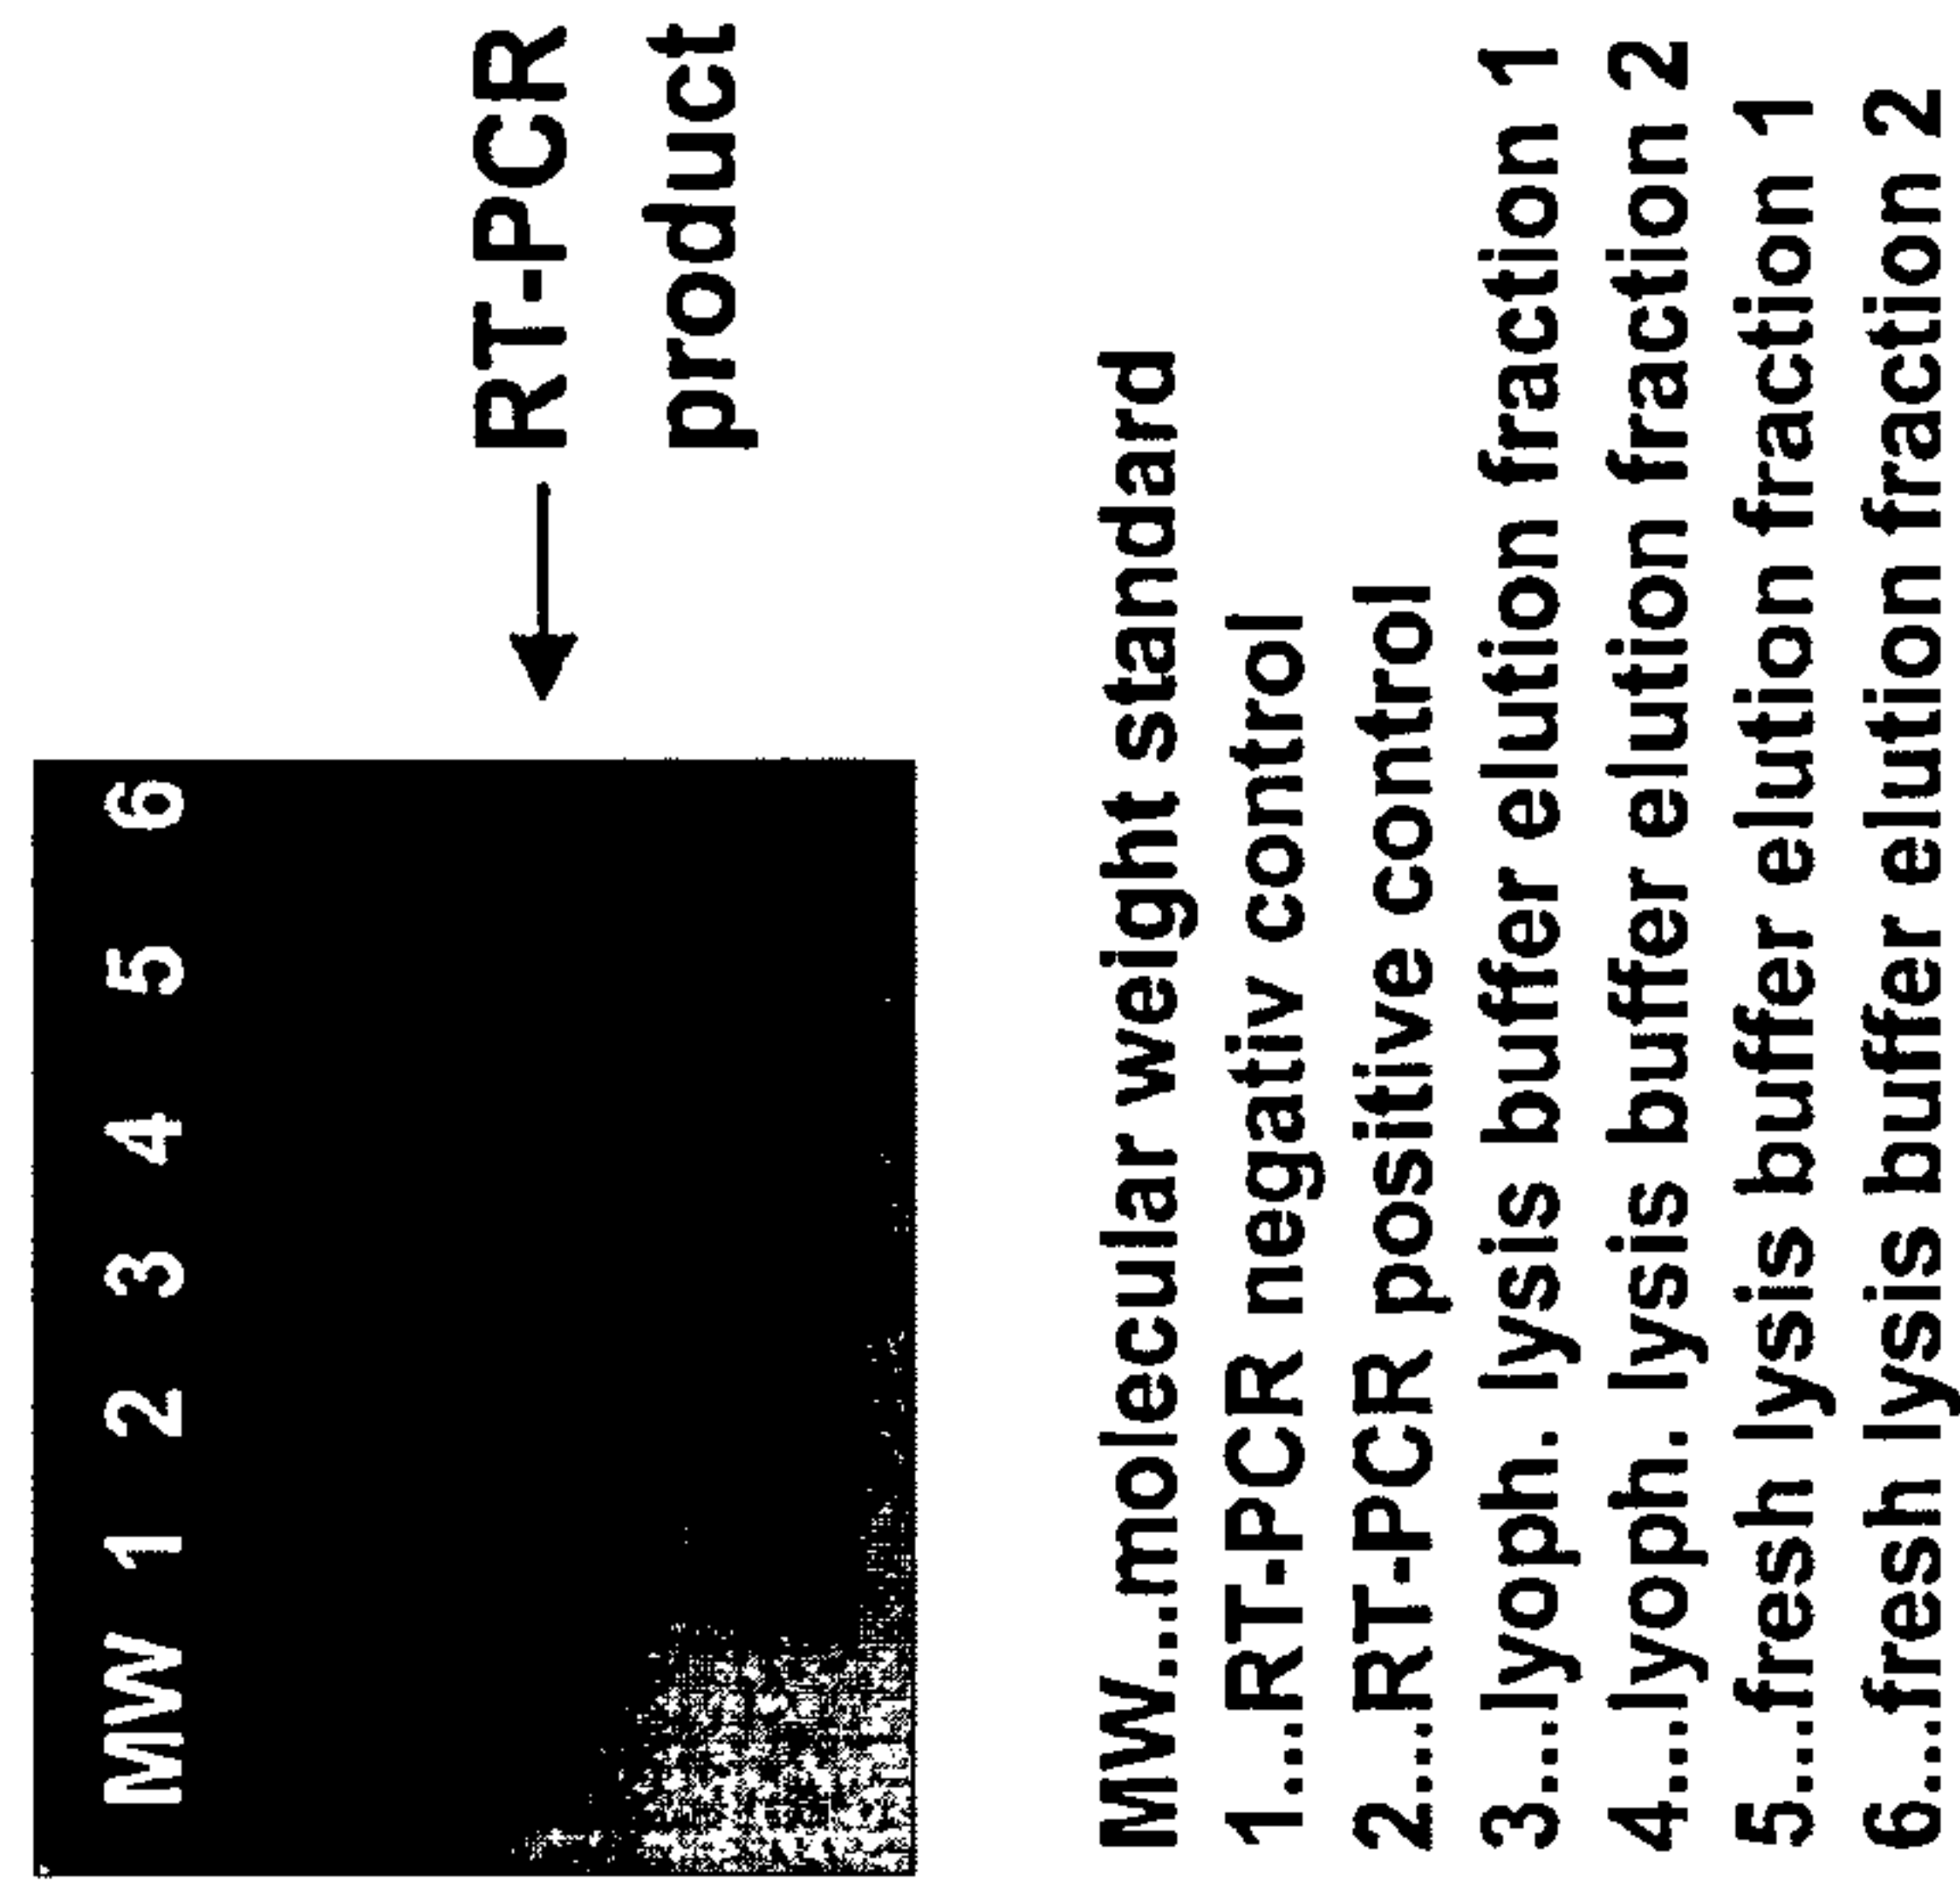 MW 1 2 3 4 5 6
RT-PCR
product
MW...molecular weight standard
1...RT-PCR negativ control
2...RT-PCR positive control
3...lyoph. lysis buffer elution fraction 1
4...lyoph. lysis buffer elution fraction 2
5...fresh lysis buffer elution fraction 1
6...fresh lysis buffer elution fraction 2